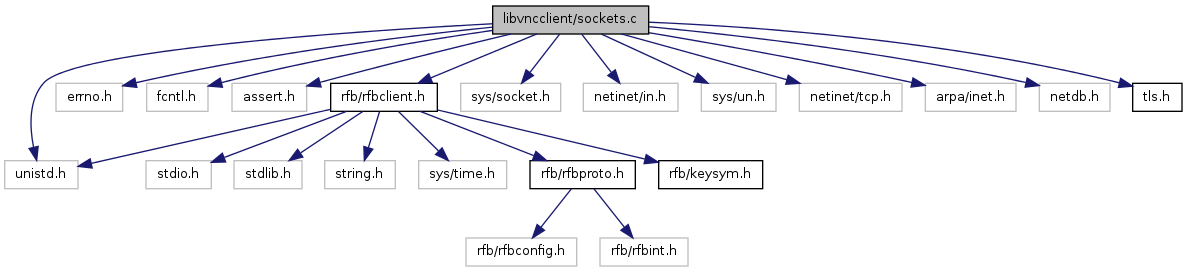 libvncclient/sockets.c
errno.h
fcntl.h
assert.h
rfb/rfbclient.h
sys/socket.h
netinet/in.h
sys/un.h
netinet/tcp.h
arpa/inet.h
netdb.h
tls.h
unistd.h
stdio.h
stdlib.h
string.h
sys/time.h
rfb/rfbproto.h
rfb/keysym.h
rfb/rfbconfig.h
rfb/rfbint.h